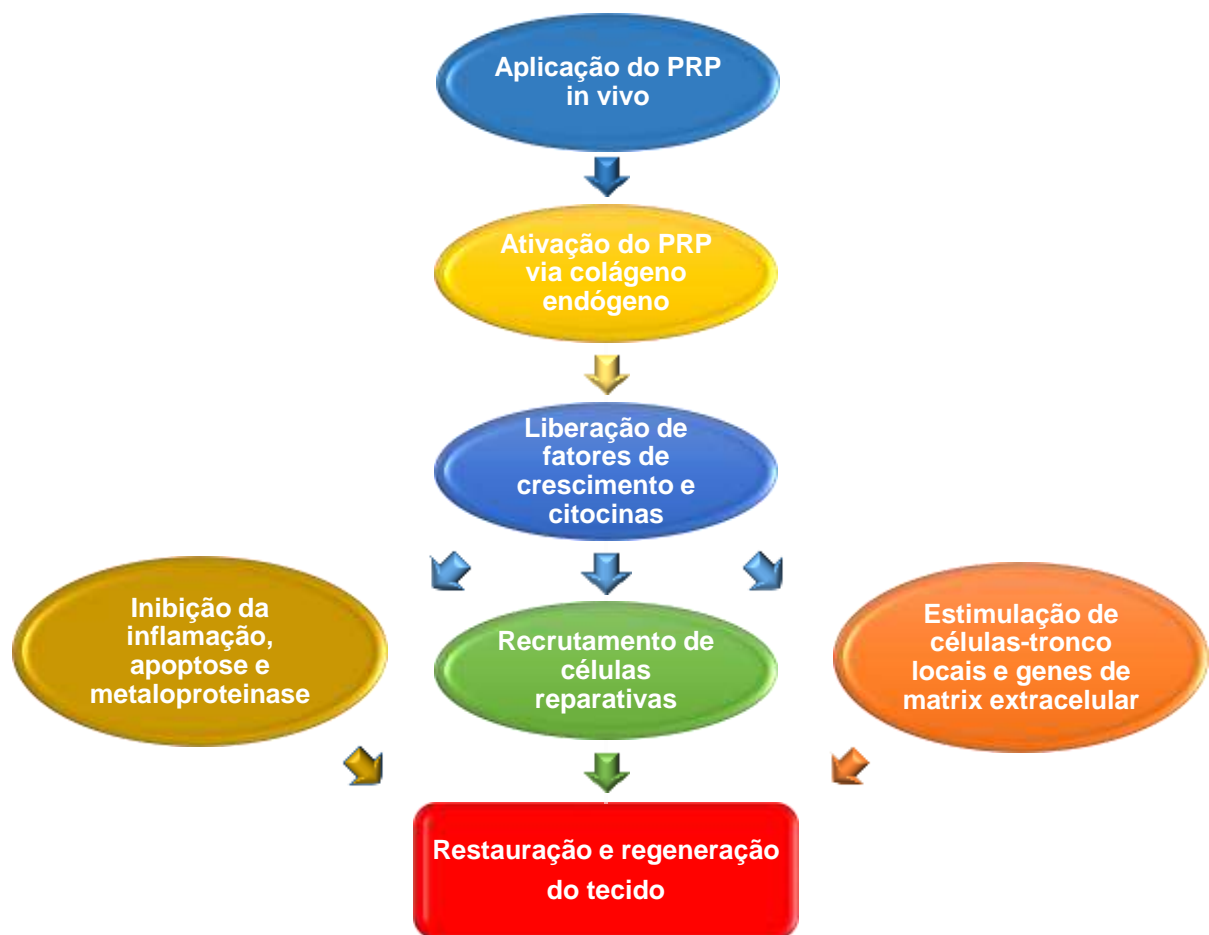 Aplicação do PRP
in vivo
Ativação do PRP
via colágeno
endógeno
Liberação de
fatores de
crescimento e
citocinas
Inibição da
inflamação,
apoptose e
metaloproteinase
Recrutamento de
células
reparativas
Estimulação de
células-tronco
locais e genes de
matrix extracelular
Restauração e regeneração
do tecido